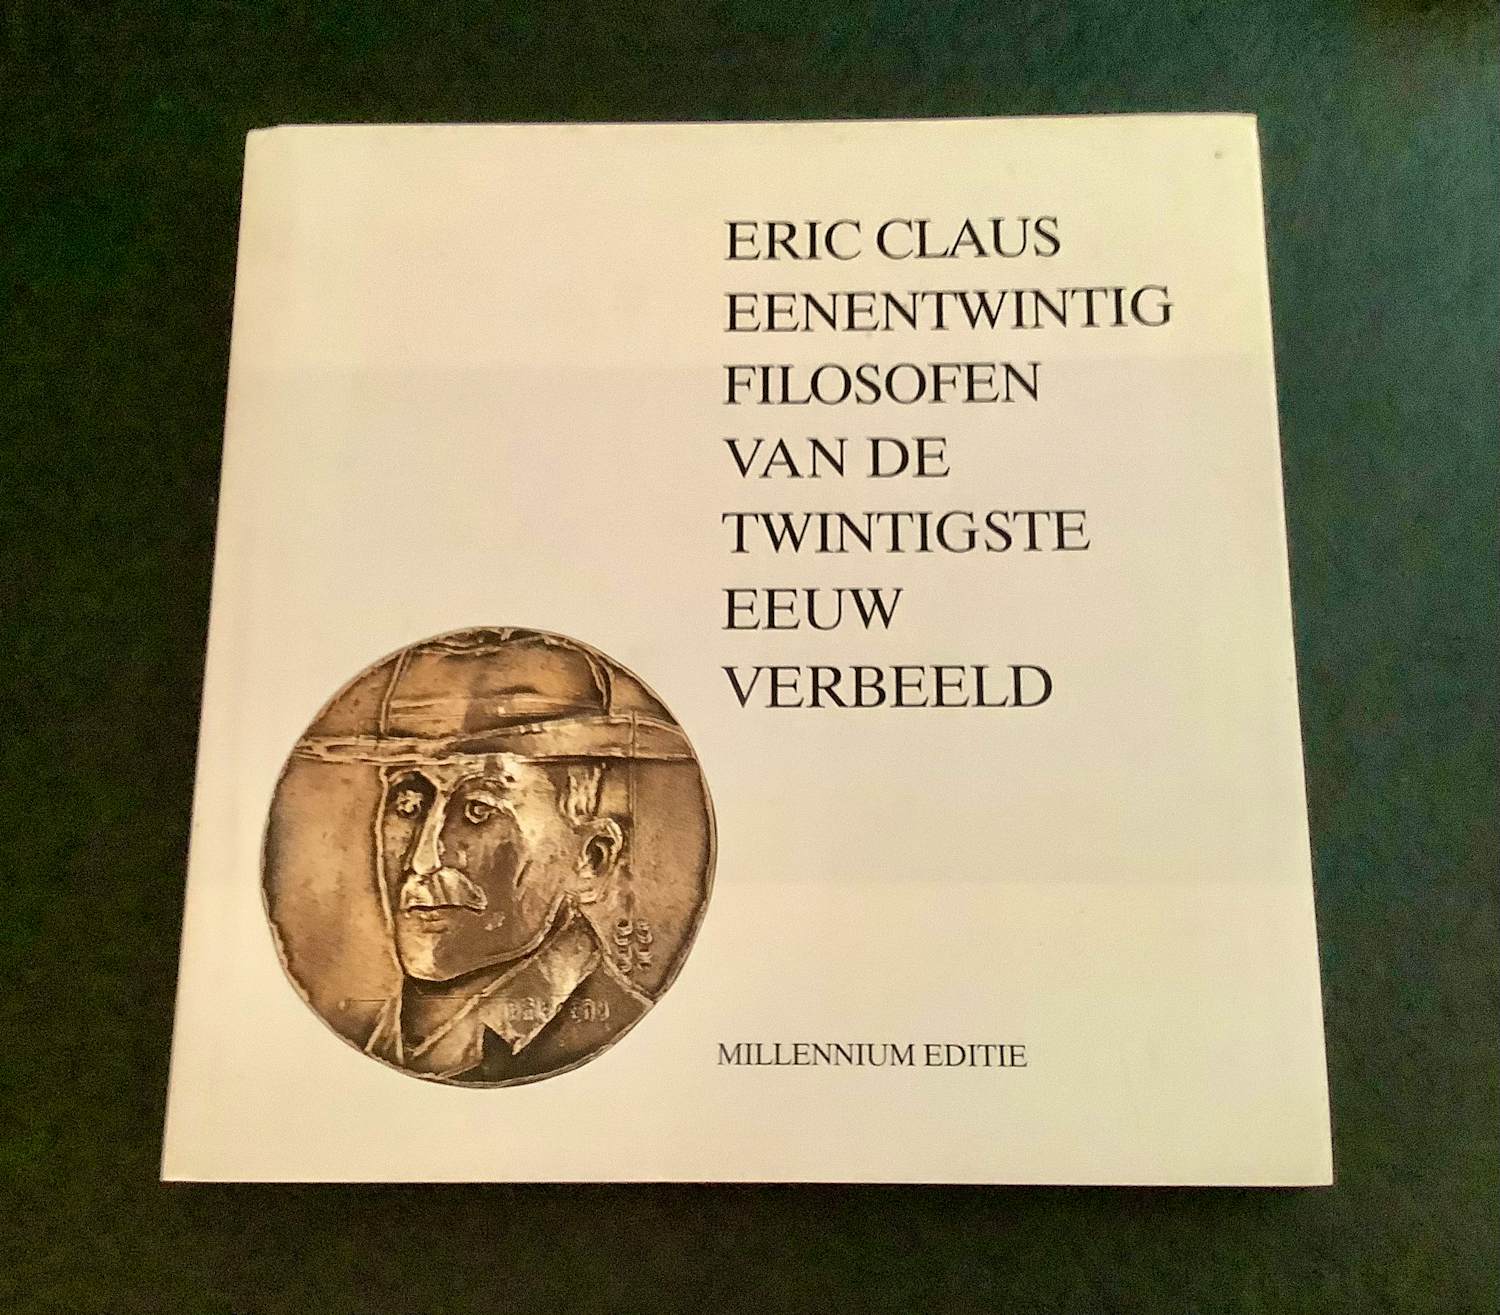 ERIC CLAUS
EENENTWINTIG
FILOSOFEN
VAN DE
TWINTIGSTE
EEUW
VERBEELD
MILLENNIUM EDITIE